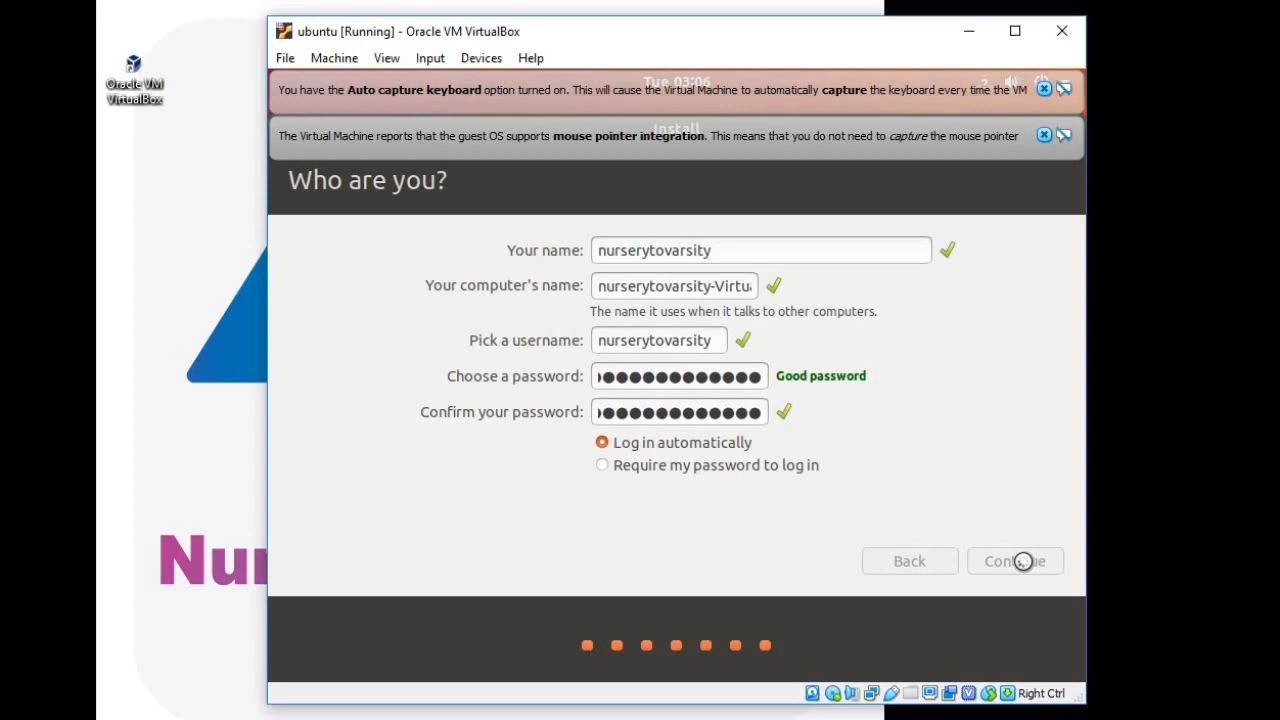 ubuntu [Running] - Oracle VM VirtualBox
File Machine View Input Devices Help
Oracle VM
VirtualBox
Tue 03:06
You have the Auto capture keyboard option turned on. This will cause the Virtual Machine to automatically capture the keyboard every time the VM
Install
The Virtual Machine reports that the guest OS supports mouse pointer integration. This means that you do not need to capture the mouse pointer
Who are you?
Your name: nurserytovarsity
Your computer's name: nurserytovarsity-Virtu
The name it uses when it talks to other computers.
Pick a username: nurserytovarsity
Choose a password: Good password
Confirm your password:
Log in automatically
Require my password to log in
Nur
Back Continue
Right Ctrl